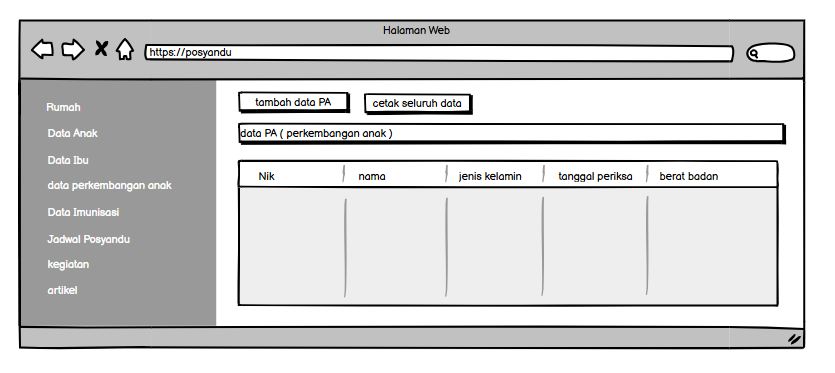 Halaman Web
https://posyandu
Rumah
Data Anak
Data Ibu
data perkembangan anak
Data Imunisasi
Jadwal Posyandu
kegiatan
artikel
tambah data PA
cetak seluruh data
data PA ( perkembangan anak )
Nik nama jenis kelamin tanggal periksa berat badan